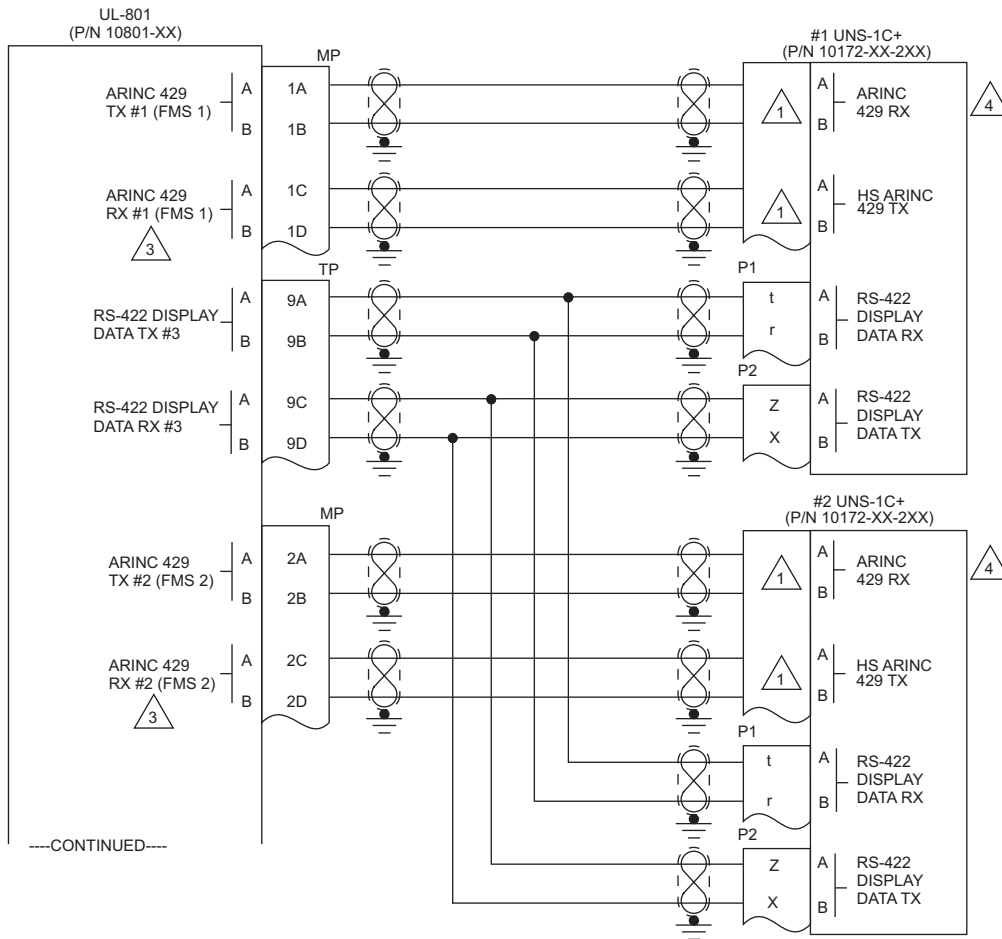 UL-801
(P/N 10801-XX)
MP
ARINC 429
TX #1 (FMS 1)
A
B
1A
1B
ARINC 429
RX #1 (FMS 1)
3
A
B
1C
1D
TP
RS-422 DISPLAY
DATA TX #3
A
B
9A
9B
RS-422 DISPLAY
DATA RX #3
A
B
9C
9D
MP
ARINC 429
TX #2 (FMS 2)
A
B
2A
2B
ARINC 429
RX #2 (FMS 2)
3
A
B
2C
2D
----CONTINUED----
#1 UNS-1C+
(P/N 10172-XX-2XX)
1
A
B
ARINC
429 RX
4
1
A
B
HS ARINC
429 TX
P1
t
r
A
B
RS-422
DISPLAY
DATA RX
P2
Z
X
A
B
RS-422
DISPLAY
DATA TX
#2 UNS-1C+
(P/N 10172-XX-2XX)
1
A
B
ARINC
429 RX
4
1
A
B
HS ARINC
429 TX
P1
t
r
A
B
RS-422
DISPLAY
DATA RX
P2
Z
X
A
B
RS-422
DISPLAY
DATA TX